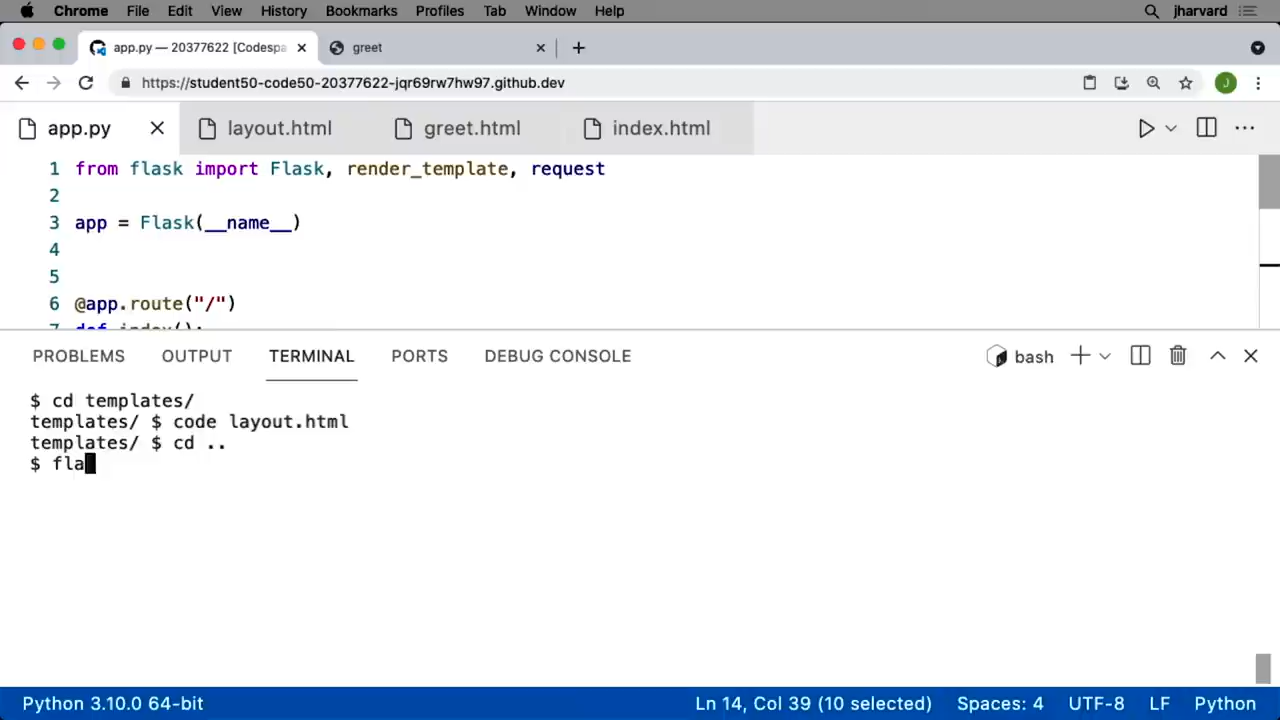 Chrome File Edit View History Bookmarks Profiles Tab Window Help jharvard
app.py — 20377622 [Codespa greet
https://student50-code50-20377622-jqr69rw7hw97.github.dev J
app.py layout.html greet.html index.html
1 from flask import Flask, render_template, request
2
3 app = Flask(__name__)
4
5
6 @app.route("/")
7 def index():
PROBLEMS OUTPUT TERMINAL PORTS DEBUG CONSOLE bash
$ cd templates/
templates/ $ code layout.html
templates/ $ cd ..
$ fla
Python 3.10.0 64-bit Ln 14, Col 39 (10 selected) Spaces: 4 UTF-8 LF Python